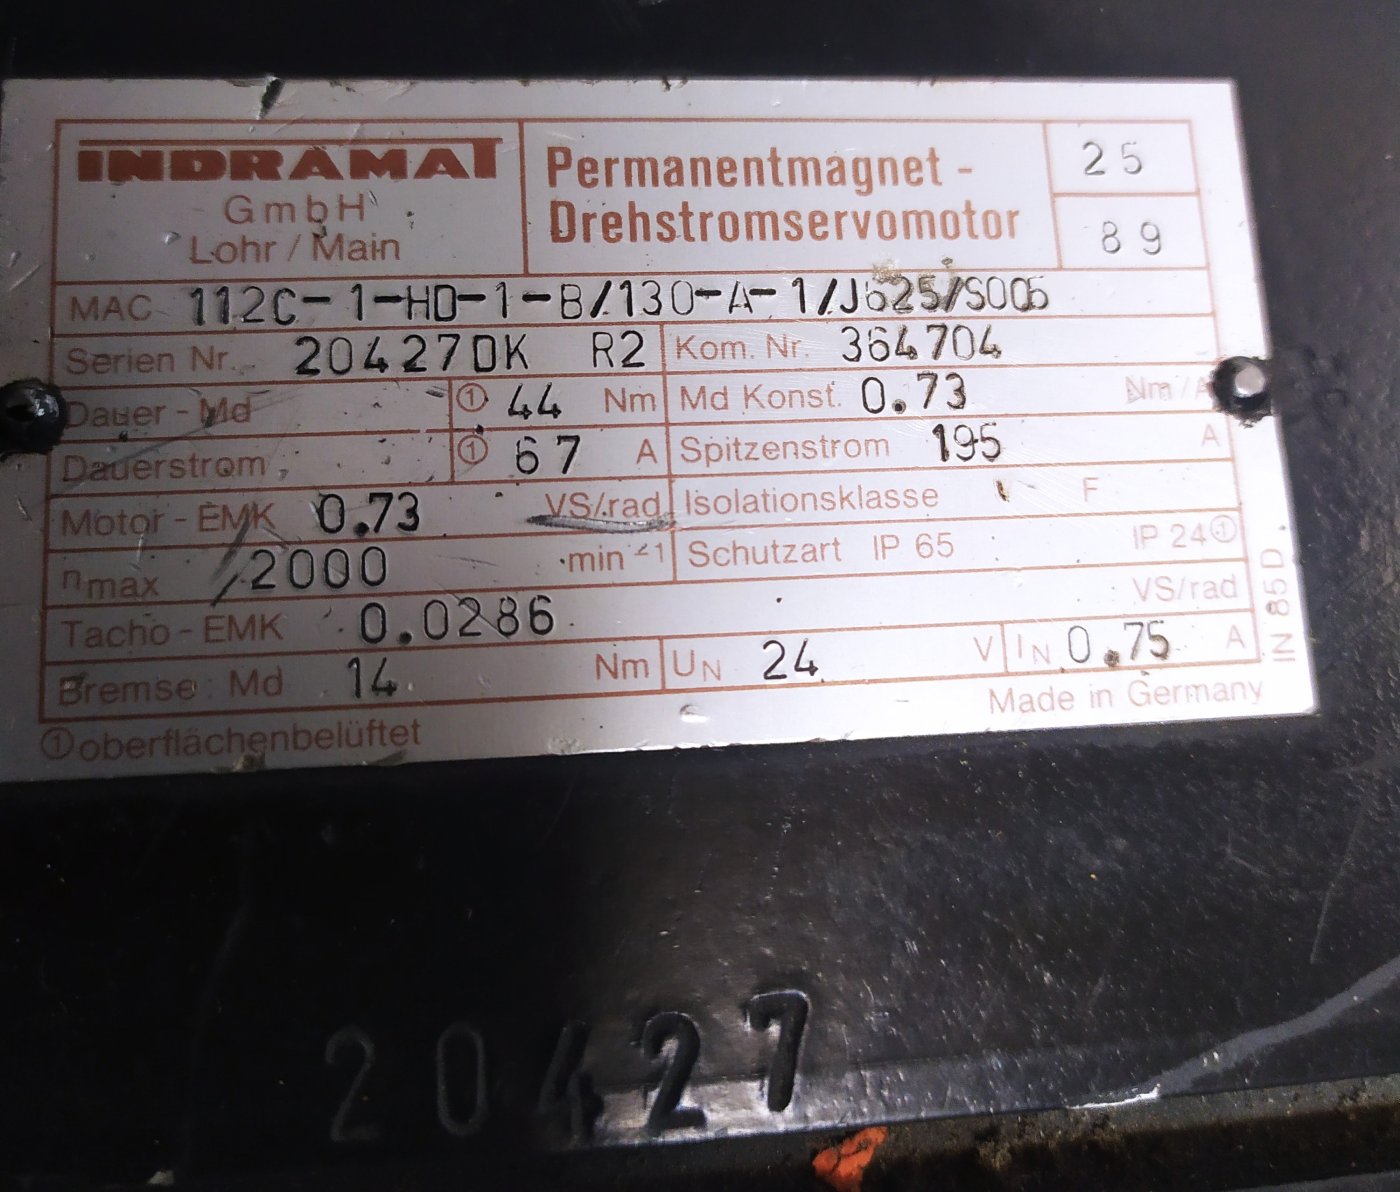 INDRAMAT
GmbH
Lohr / Main
Permanentmagnet -
Drehstromservomotor
25
89
MAC 112C-1-HD-1-B/130-A-1/J625/S005
Serien Nr. 204270K R2 Kom. Nr. 364704
Dauer - Md ① 44 Nm Md Konst. 0.73 Nm/A
Dauerstrom ① 67 A Spitzenstrom 195 A
Motor - EMK 0.73 VS/rad Isolationsklasse F
nmax 2000 min-1 Schutzart IP 65 IP 24①
Tacho - EMK 0.0286 VS/rad
Bremse Md 14 Nm UN 24 V IN 0.75 A
①oberflächenbelüftet Made in Germany
IN 85D
20427